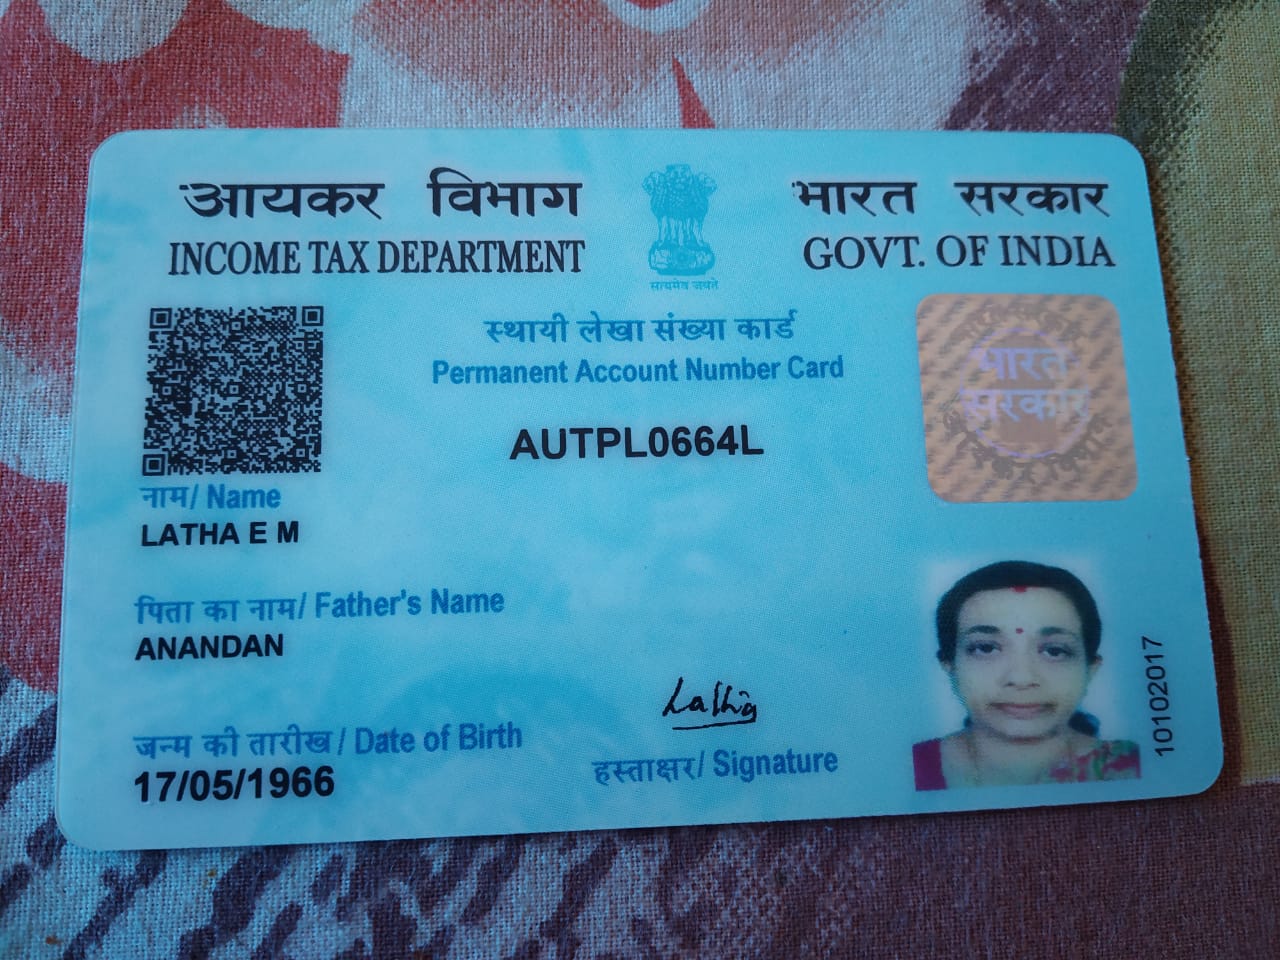 आयकर विभाग
INCOME TAX DEPARTMENT
सत्यमेव जयते
भारत सरकार
GOVT. OF INDIA
स्थायी लेखा संख्या कार्ड
Permanent Account Number Card
AUTPL0664L
भारत
सरकार
नाम/ Name
LATHA E M
पिता का नाम/ Father's Name
ANANDAN
जन्म की तारीख / Date of Birth
17/05/1966
Latha
हस्ताक्षर/ Signature
10102017